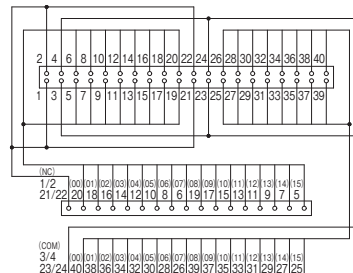 2 4 6 8 10 12 14 16 18 20 22 24 26 28 30 32 34 36 38 40
1 3 5 7 9 11 13 15 17 19 21 23 25 27 29 31 33 35 37 39
(NC)
1/2 (00) (01) (02) (03) (04) (05) (06) (07) (08) (09) (10) (13) (11) (12) (14) (15)
21/22 20 18 16 14 12 10 8 6 19 17 15 13 11 9 7 5
(COM)
3/4 (00) (01) (02) (03) (04) (05) (06) (07) (08) (09) (10) (13) (11) (12) (14) (15)
23/24 40 38 36 34 32 30 28 26 39 37 35 33 31 29 27 25